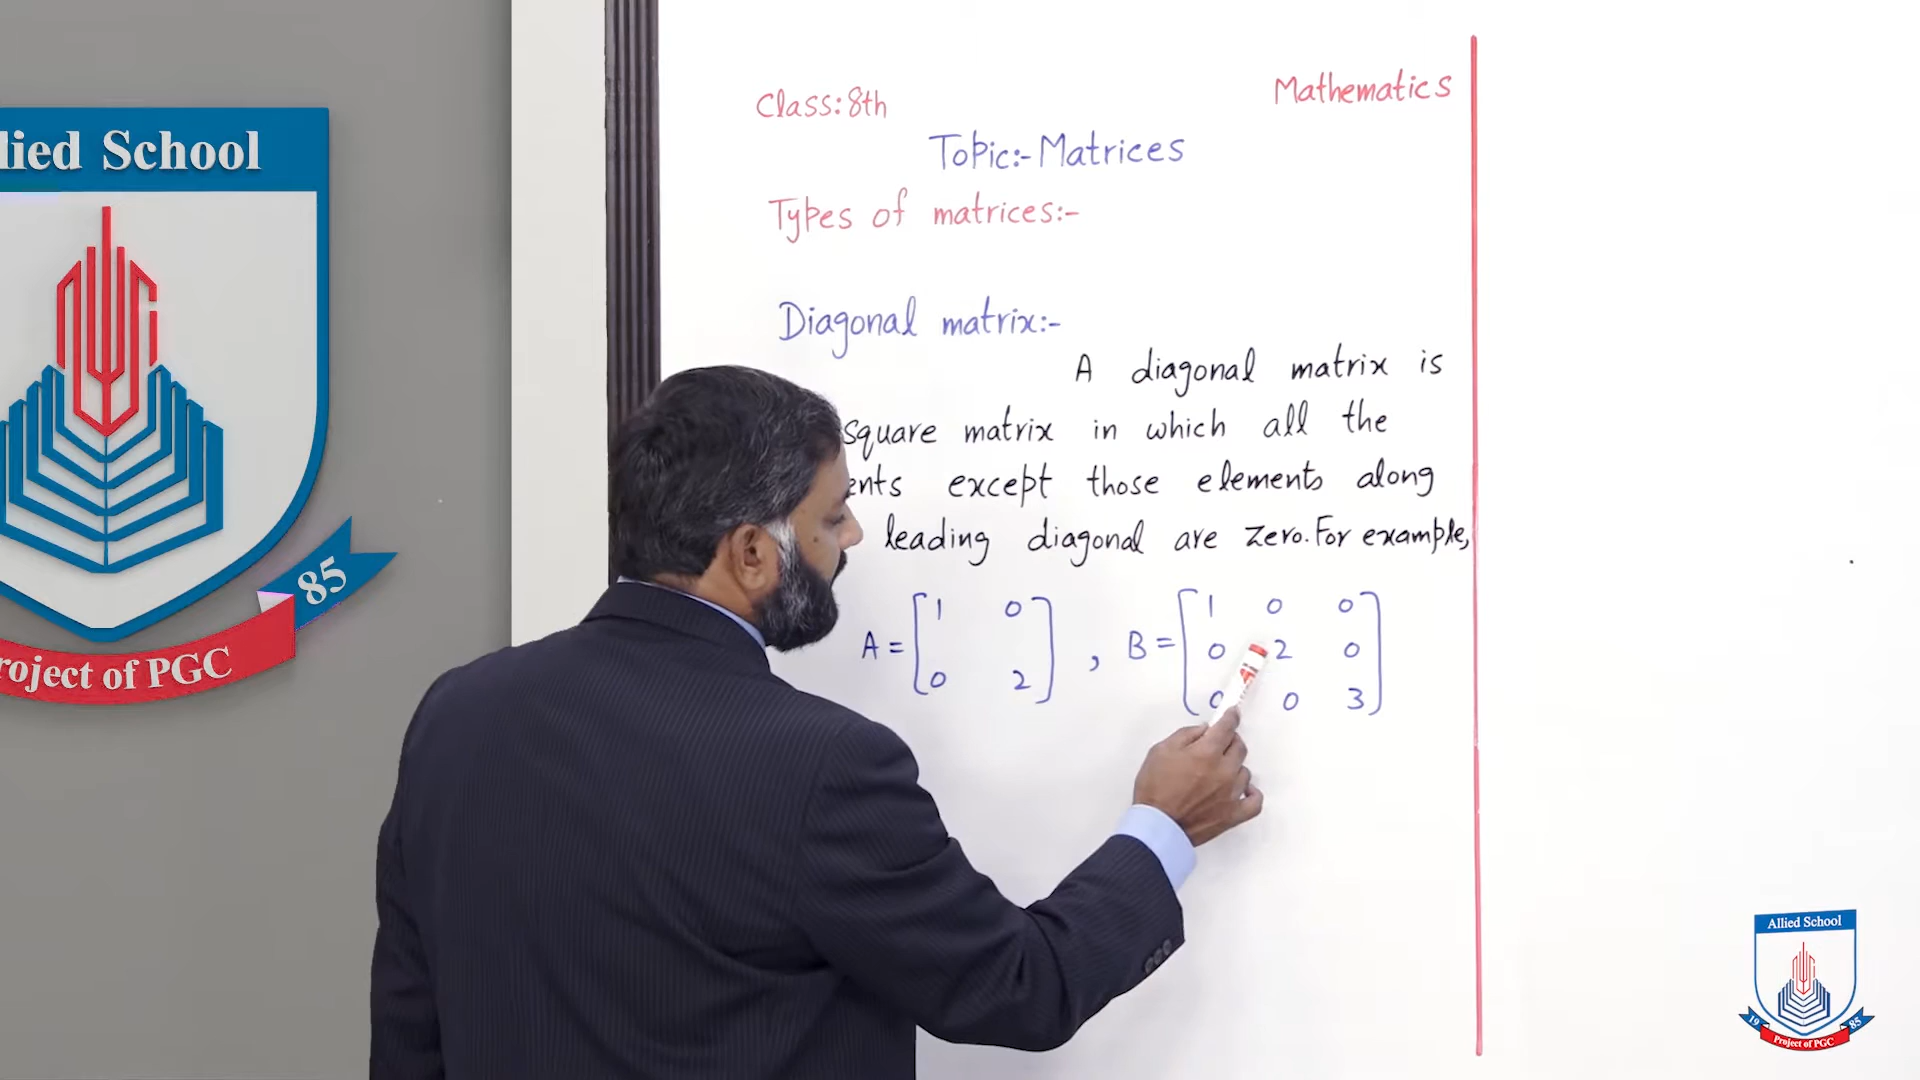 lied School
85
roject of PGC
Class: 8th
Mathematics
Topic:- Matrices
Types of matrices:-
Diagonal matrix:-
A diagonal matrix is
square matrix in which all the
ents except those elements along
leading diagonal are zero. For example,
A = [ 1 0
0 2 ] , B = [ 1 0 0
0 2 0
0 0 3 ]
Allied School
19 85
Project of PGC